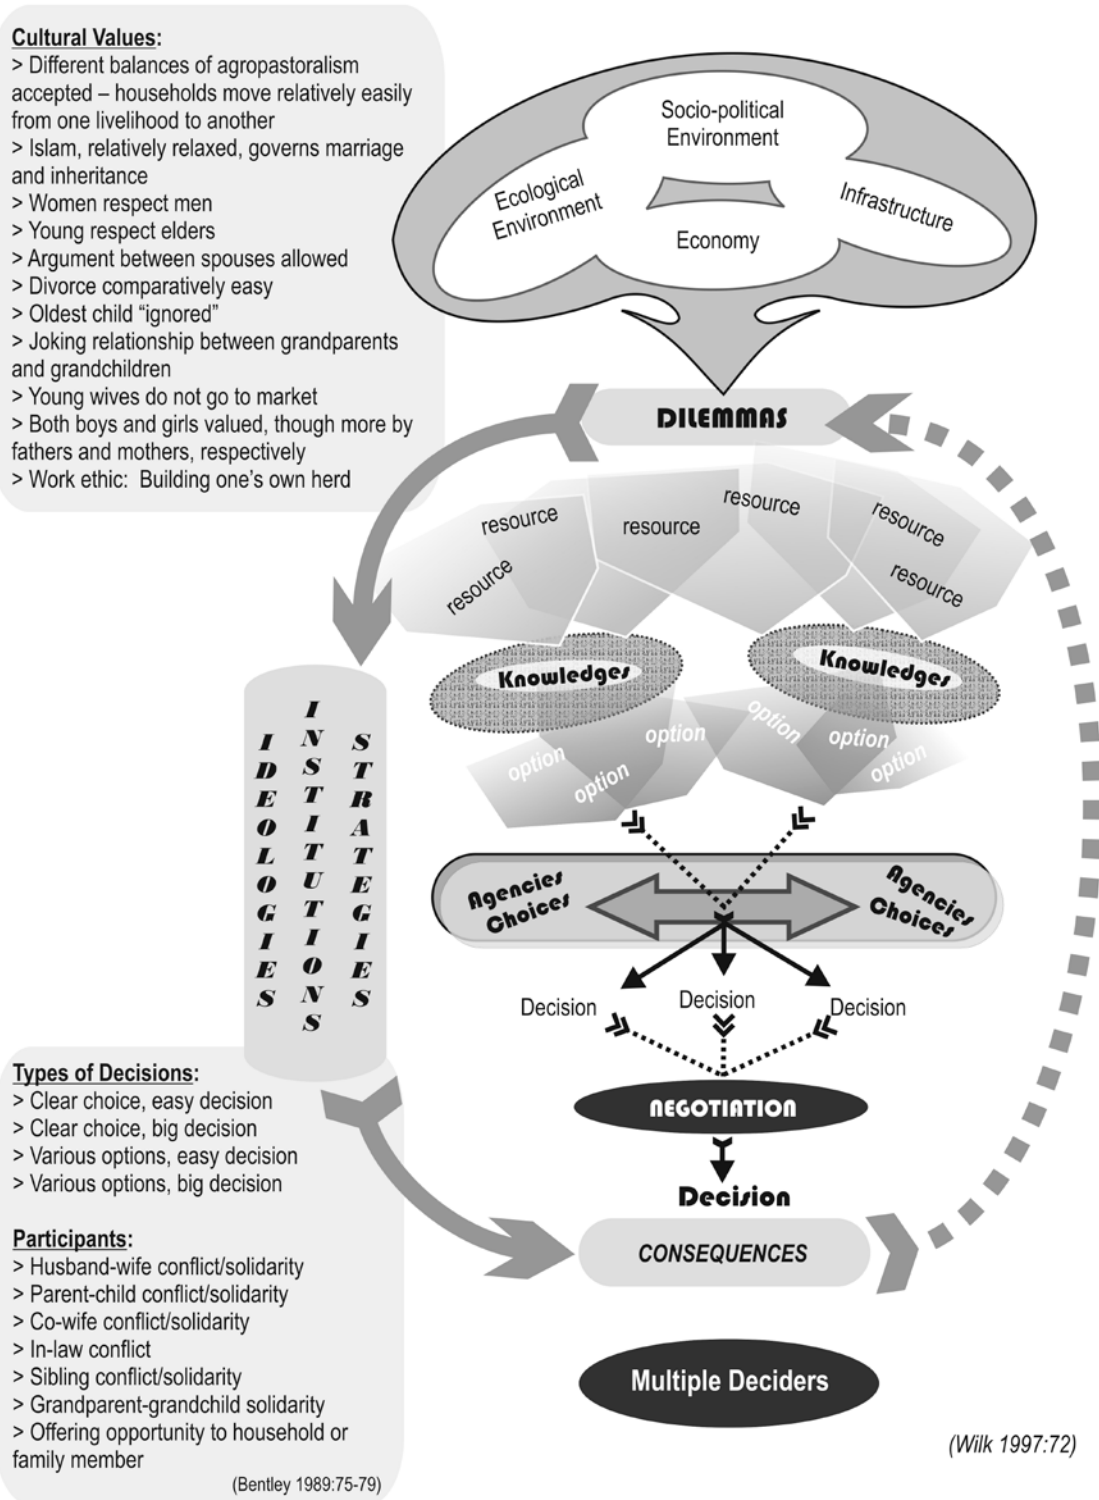 Cultural Values:
> Different balances of agropastoralism
accepted – households move relatively easily
from one livelihood to another
> Islam, relatively relaxed, governs marriage
and inheritance
> Women respect men
> Young respect elders
> Argument between spouses allowed
> Divorce comparatively easy
> Oldest child “ignored”
> Joking relationship between grandparents
and grandchildren
> Young wives do not go to market
> Both boys and girls valued, though more by
fathers and mothers, respectively
> Work ethic: Building one’s own herd
Socio-political
Environment
Ecological
Environment
Infrastructure
Economy
DILEMMAS
resource
resource
resource
resource
resource
resource
Knowledges
Knowledges
option
option
option
option
option
option
IDEOLOGIES
INSTITUTIONS
STRATEGIES
Agencies
Choices
Agencies
Choices
Decision
Decision
Decision
NEGOTIATION
Decision
CONSEQUENCES
Multiple Deciders
Types of Decisions:
> Clear choice, easy decision
> Clear choice, big decision
> Various options, easy decision
> Various options, big decision
Participants:
> Husband-wife conflict/solidarity
> Parent-child conflict/solidarity
> Co-wife conflict/solidarity
> In-law conflict
> Sibling conflict/solidarity
> Grandparent-grandchild solidarity
> Offering opportunity to household or
family member
(Bentley 1989:75-79)
(Wilk 1997:72)